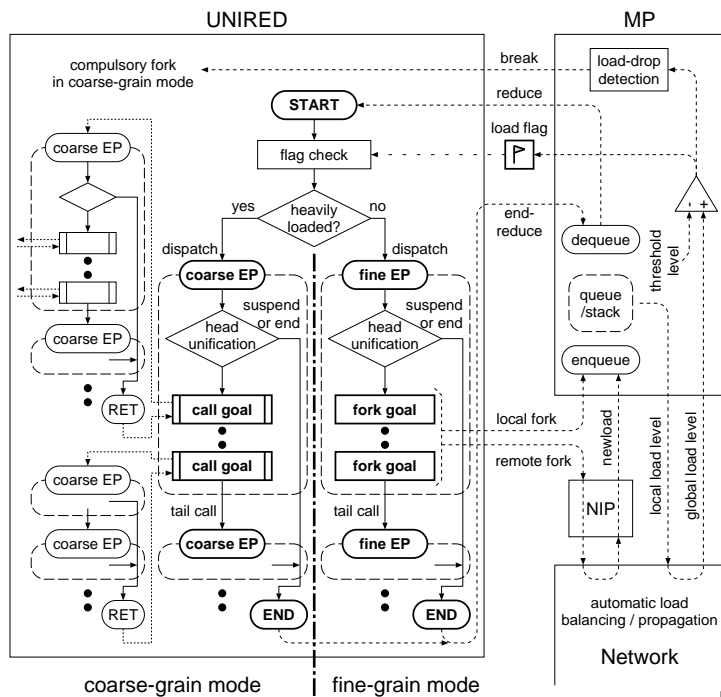 UNIRED
MP
compulsory fork
in coarse-grain mode
break
load-drop
detection
reduce
START
load flag
flag check
coarse EP
yes
no
heavily
loaded?
end-
reduce
dispatch
dispatch
coarse EP
fine EP
dequeue
threshold
level
- +
suspend
or end
suspend
or end
queue
/stack
head
unification
head
unification
coarse EP
enqueue
RET
call goal
fork goal
local fork
newload
local load level
global load level
call goal
fork goal
remote fork
coarse EP
NIP
tail call
tail call
coarse EP
coarse EP
fine EP
RET
END
END
automatic load
balancing / propagation
Network
coarse-grain mode
fine-grain mode